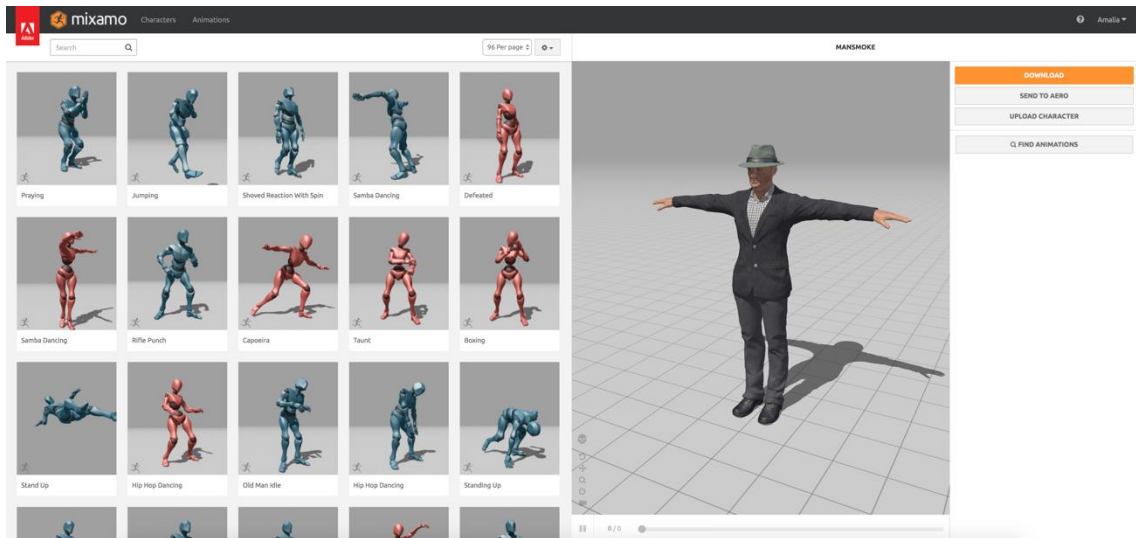 mixamo Characters Animations Amalia
Adobe
Search
96 Per page
MANSMOKE
DOWNLOAD
SEND TO AERO
UPLOAD CHARACTER
FIND ANIMATIONS
Praying Jumping Shoved Reaction With Spin Samba Dancing Defeated
Samba Dancing Rifle Punch Capoeira Taunt Boxing
Stand Up Hip Hop Dancing Old Man Idle Hip Hop Dancing Standing Up
0 / 0